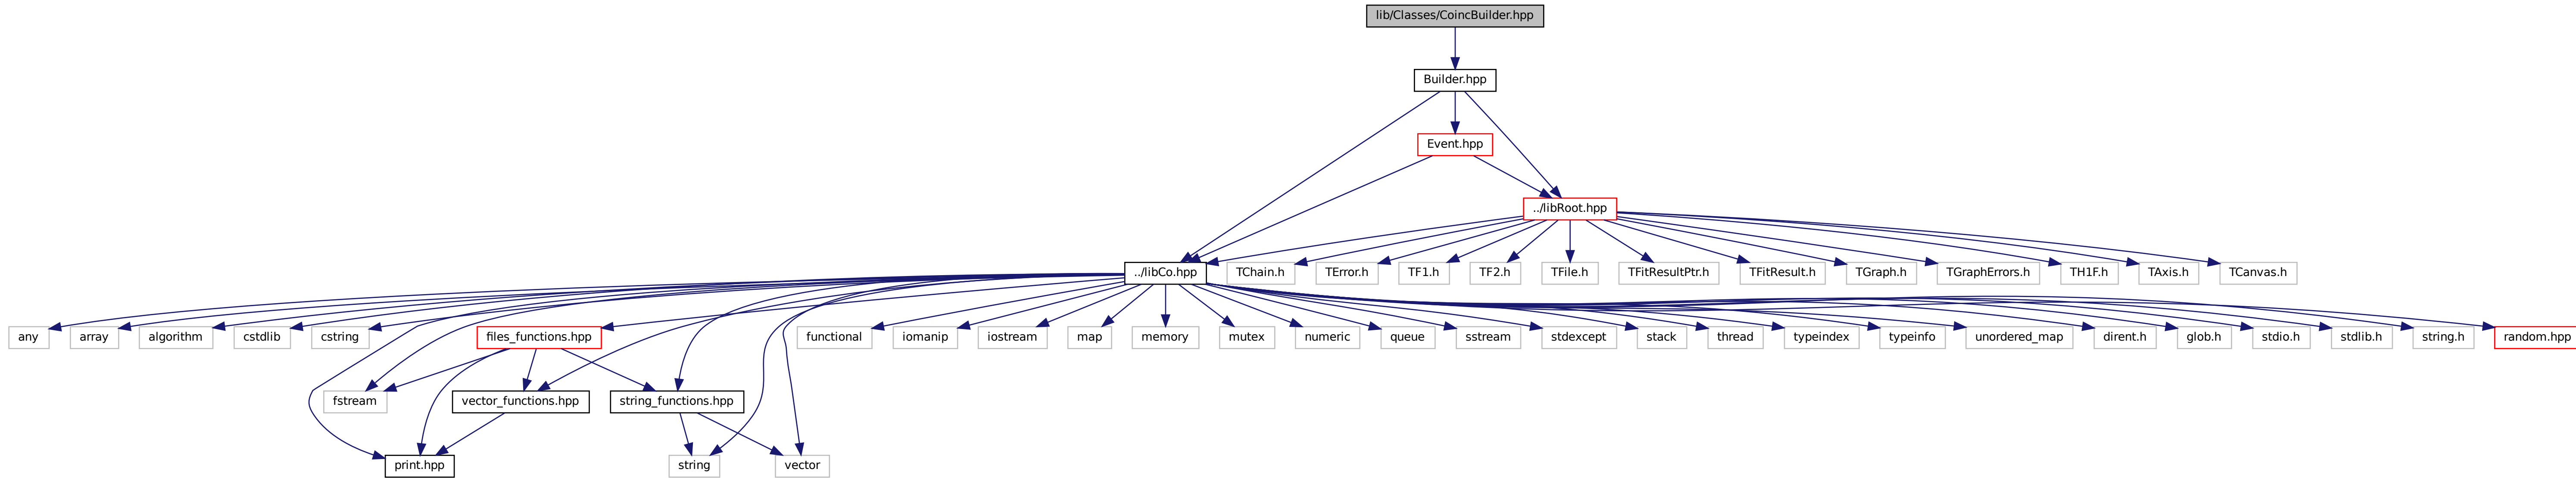 lib/Classes/CoincBuilder.hpp
Builder.hpp
Event.hpp
../libRoot.hpp
../libCo.hpp
TChain.h
TError.h
TF1.h
TF2.h
TFile.h
TFitResultPtr.h
TFitResult.h
TGraph.h
TGraphErrors.h
TH1F.h
TAxis.h
TCanvas.h
any
array
algorithm
cstdlib
cstring
files_functions.hpp
functional
iomanip
iostream
map
memory
mutex
numeric
queue
sstream
stdexcept
stack
thread
typeindex
typeinfo
unordered_map
dirent.h
glob.h
stdio.h
stdlib.h
string.h
random.hpp
fstream
vector_functions.hpp
string_functions.hpp
print.hpp
string
vector